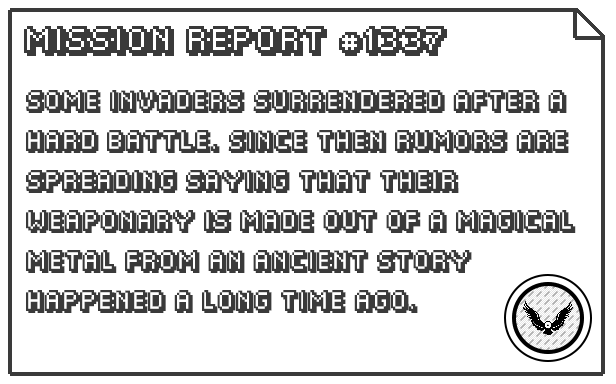 MISSION REPORT #1337
SOME INVADERS SURRENDERED AFTER A
HARD BATTLE. SINCE THEN RUMORS ARE
SPREADING SAYING THAT THEIR
WEAPONARY IS MADE OUT OF A MAGICAL
METAL FROM AN ANCIENT STORY
HAPPENED A LONG TIME AGO.